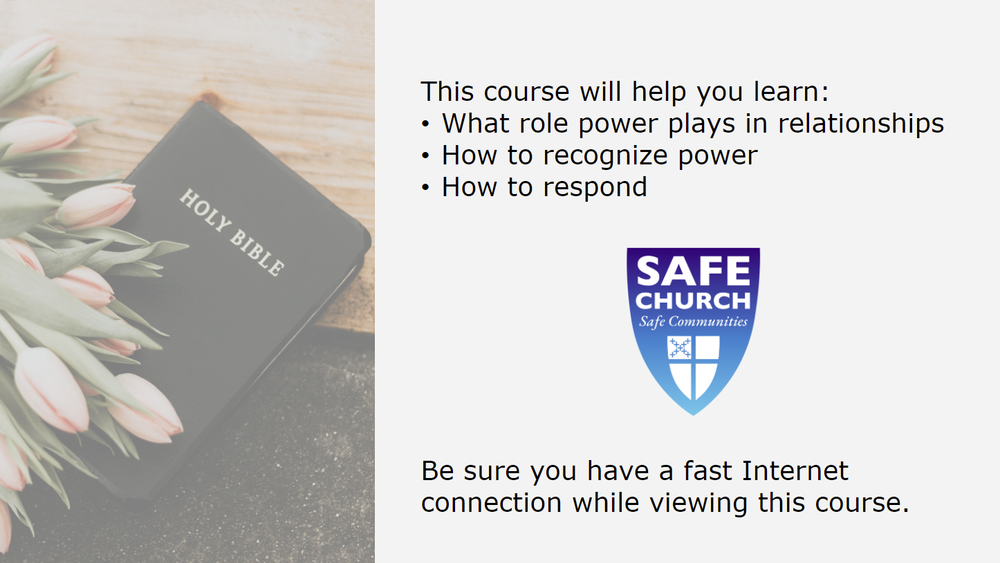 HOLY BIBLE
This course will help you learn:
• What role power plays in relationships
• How to recognize power
• How to respond
SAFE
CHURCH
Safe Communities
Be sure you have a fast Internet
connection while viewing this course.